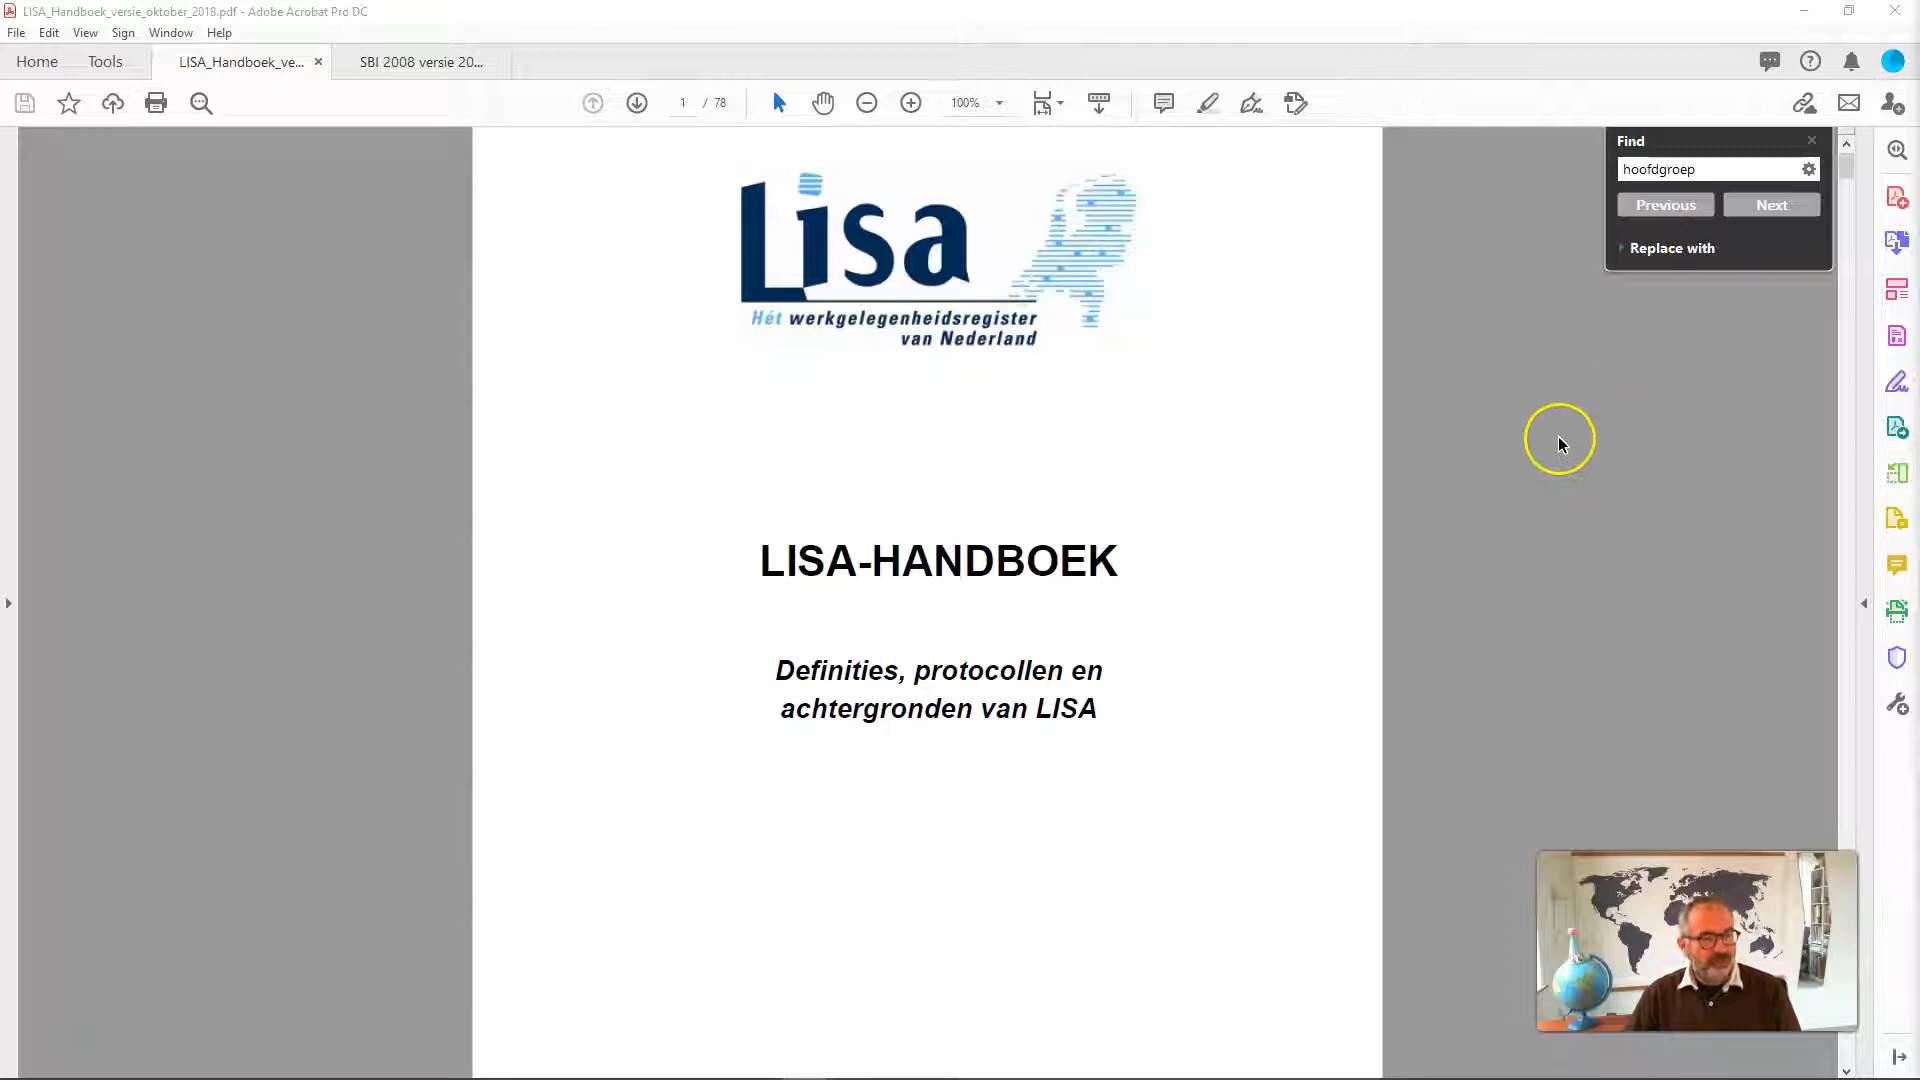 LISA_Handboek_versie_oktober_2018.pdf - Adobe Acrobat Pro DC
File Edit View Sign Window Help
Home Tools LISA_Handboek_ve... × SBI 2008 versie 20...
1 / 78 100%
Find
hoofdgroep
Previous Next
Replace with
Lisa
Hét werkgelegenheidsregister
van Nederland
LISA-HANDBOEK
Definities, protocollen en
achtergronden van LISA